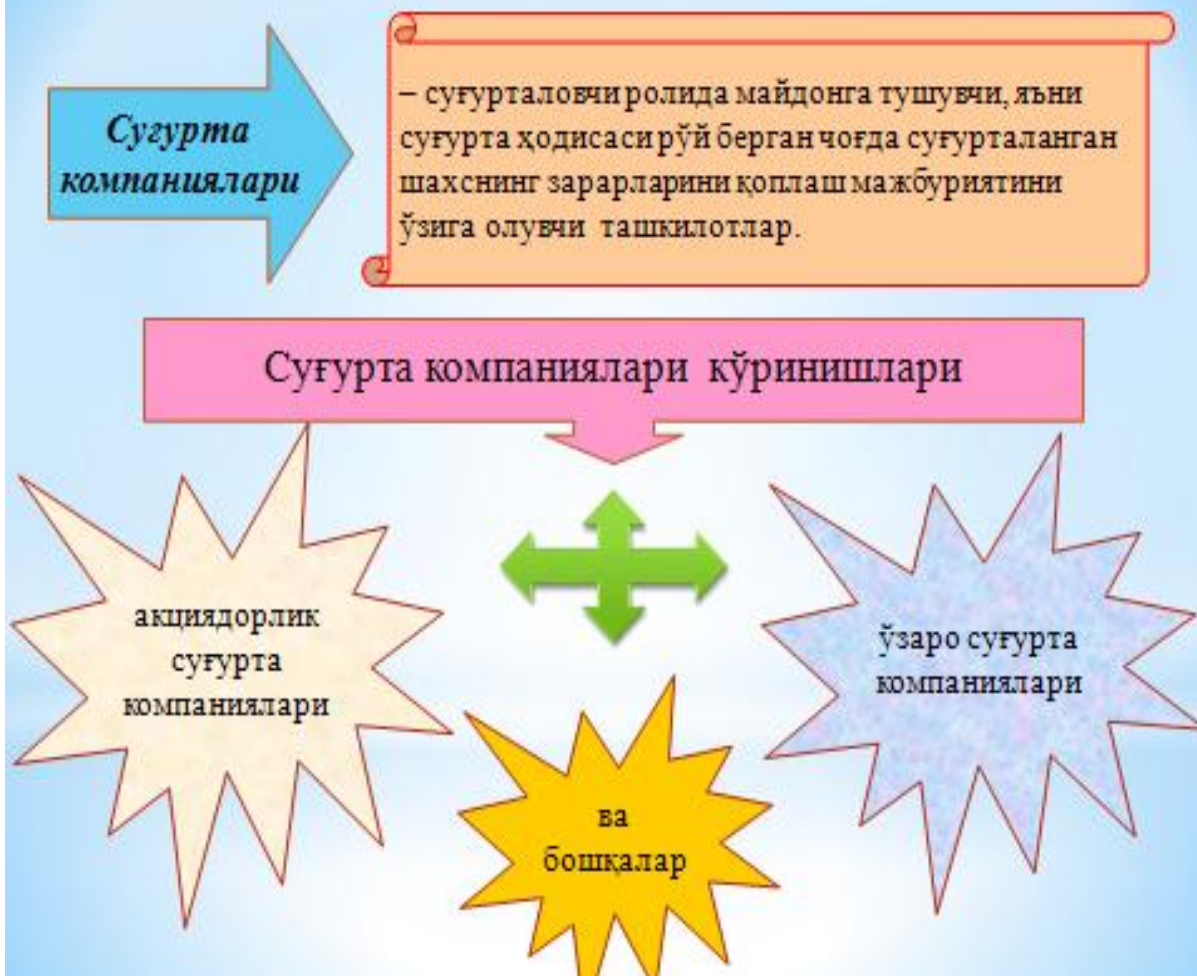 Суғурта
компаниялари
– суғурталовчи ролида майдонга тушувчи, яъни
суғурта ҳодисаси рўй берган чоғда суғурталанган
шахснинг зарарларини қоплаш мажбуриятини
ўзига олувчи ташкилотлар.
Суғурта компаниялари кўринишлари
акциядорлик
суғурта
компаниялари
ўзаро суғурта
компаниялари
ва
бошқалар